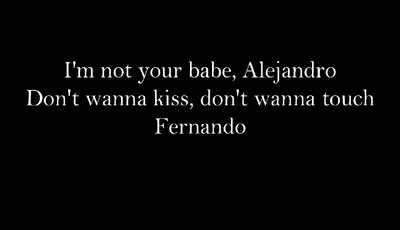 I'm not your babe, Alejandro
Don't wanna kiss, don't wanna touch
Fernando